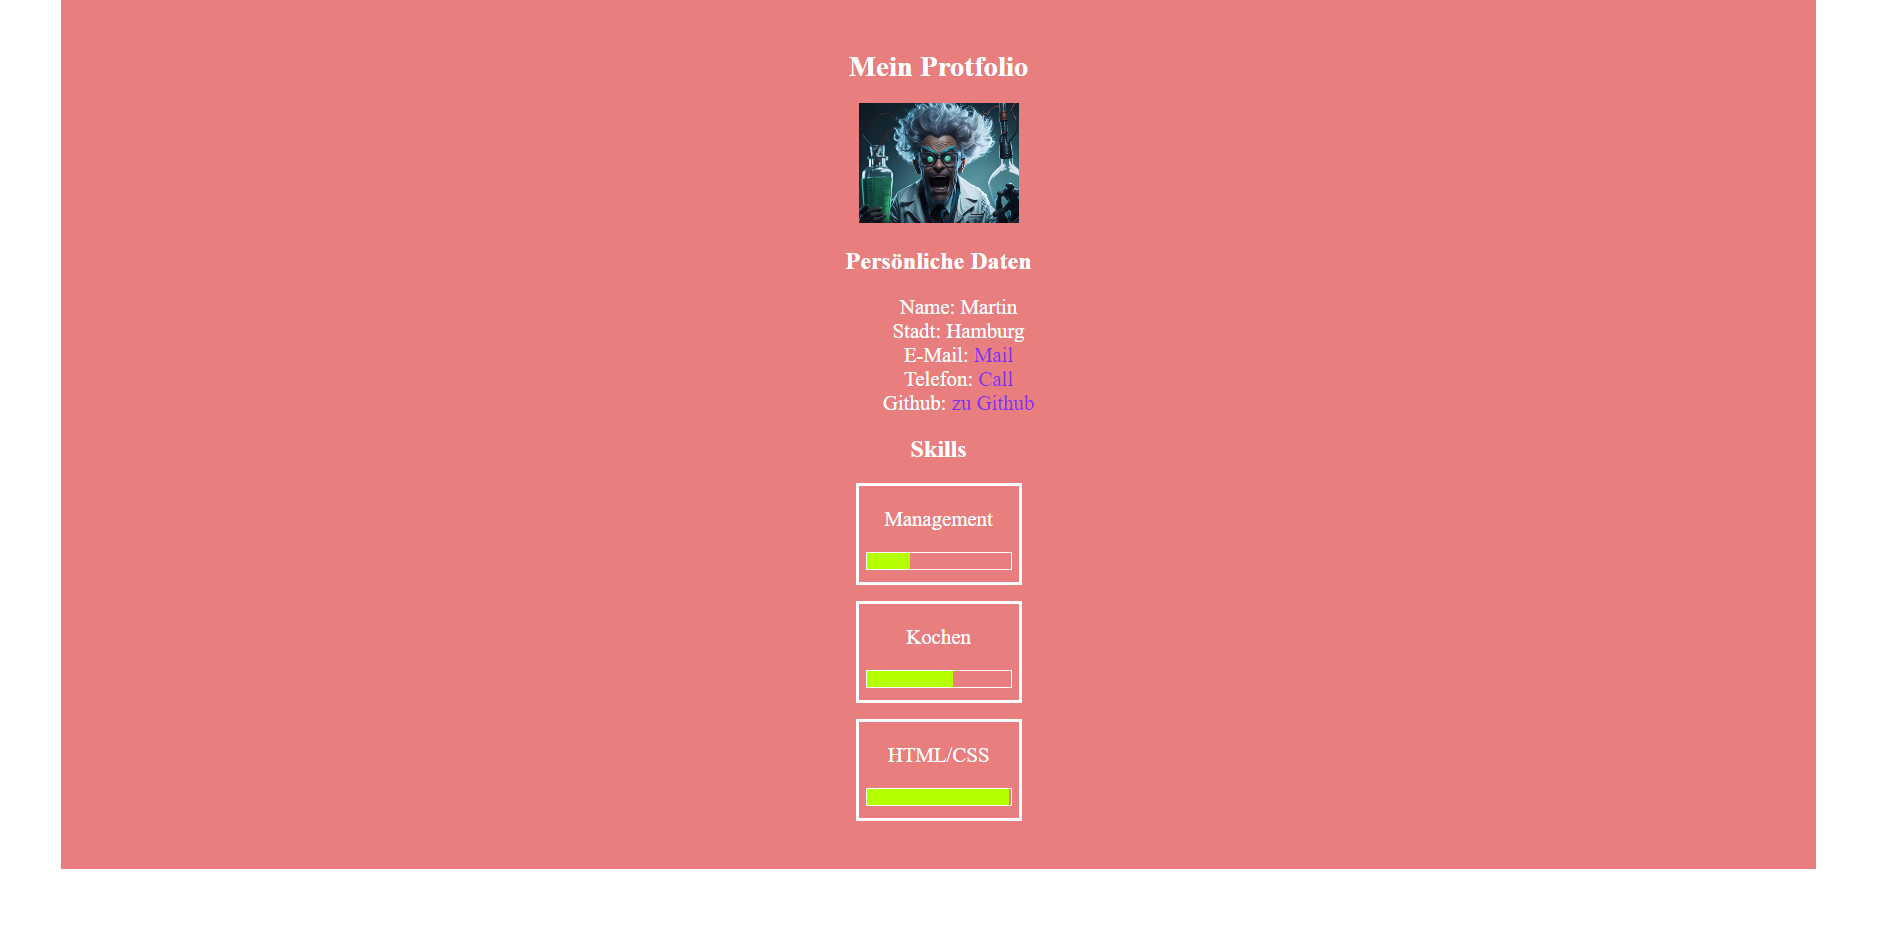 Mein Protfolio
Persönliche Daten
Name: Martin
Stadt: Hamburg
E-Mail: Mail
Telefon: Call
Github: zu Github
Skills
Management
Kochen
HTML/CSS